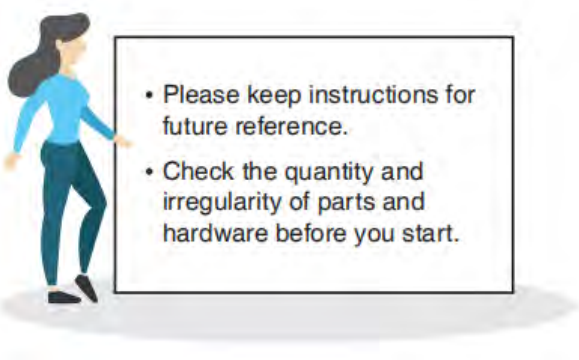 • Please keep instructions for
future reference.
• Check the quantity and
irregularity of parts and
hardware before you start.